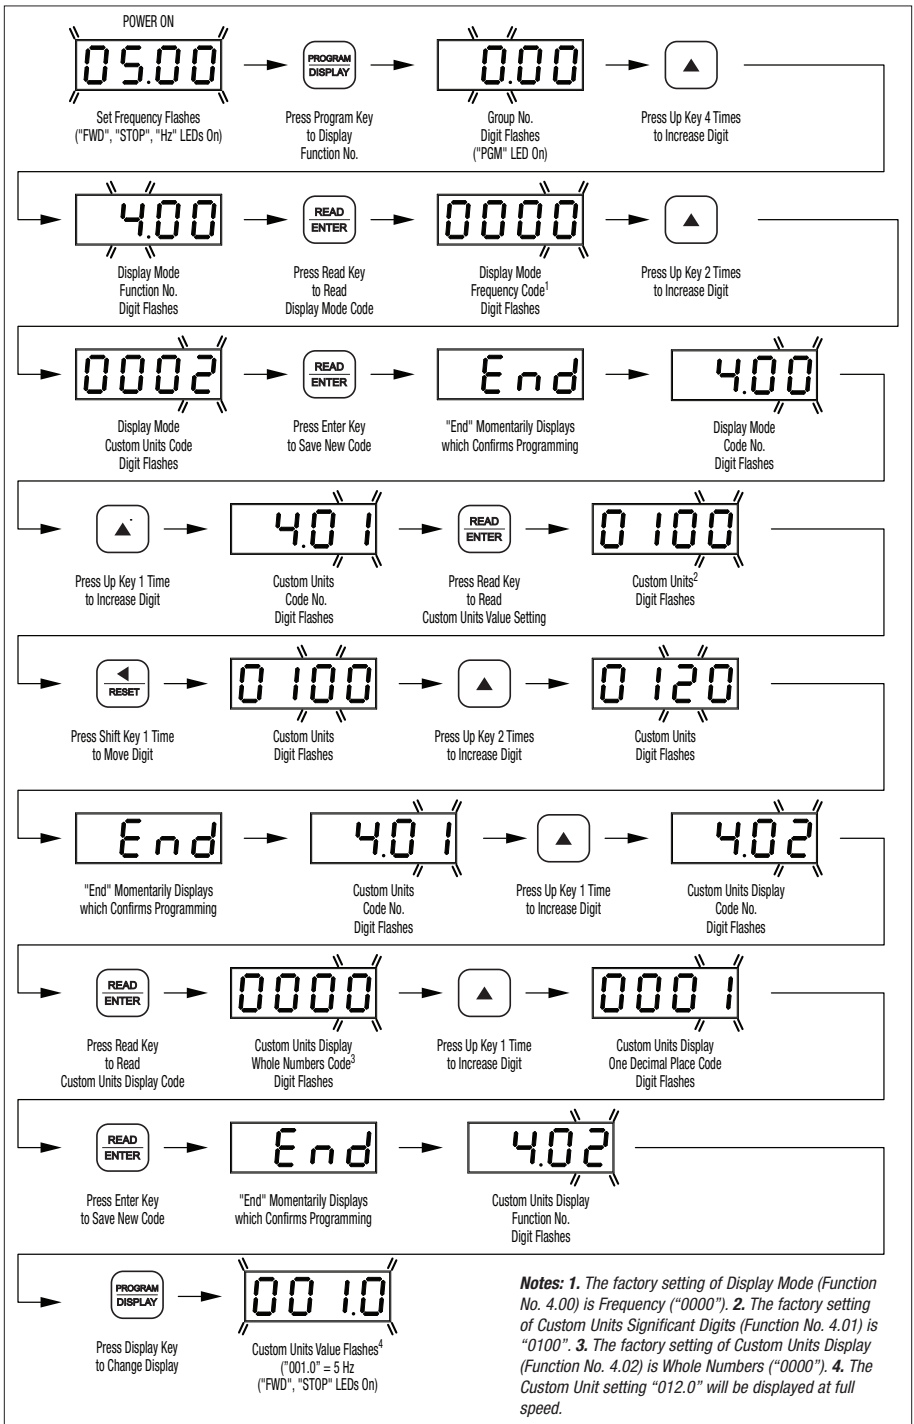 POWER ON
05.00
Set Frequency Flashes
("FWD", "STOP", "Hz" LEDs On)
PROGRAM
DISPLAY
Press Program Key
to Display
Function No.
0.00
Group No.
Digit Flashes
("PGM" LED On)
Press Up Key 4 Times
to Increase Digit
4.00
Display Mode
Function No.
Digit Flashes
READ
ENTER
Press Read Key
to Read
Display Mode Code
0000
Display Mode
Frequency Code1
Digit Flashes
Press Up Key 2 Times
to Increase Digit
0002
Display Mode
Custom Units Code
Digit Flashes
READ
ENTER
Press Enter Key
to Save New Code
End
"End" Momentarily Displays
which Confirms Programming
4.00
Display Mode
Code No.
Digit Flashes
Press Up Key 1 Time
to Increase Digit
4.01
Custom Units
Code No.
Digit Flashes
READ
ENTER
Press Read Key
to Read
Custom Units Value Setting
0100
Custom Units2
Digit Flashes
RESET
Press Shift Key 1 Time
to Move Digit
0100
Custom Units
Digit Flashes
Press Up Key 2 Times
to Increase Digit
0120
Custom Units
Digit Flashes
End
"End" Momentarily Displays
which Confirms Programming
4.01
Custom Units
Code No.
Digit Flashes
Press Up Key 1 Time
to Increase Digit
4.02
Custom Units Display
Code No.
Digit Flashes
READ
ENTER
Press Read Key
to Read
Custom Units Display Code
0000
Custom Units Display
Whole Numbers Code3
Digit Flashes
Press Up Key 1 Time
to Increase Digit
0001
Custom Units Display
One Decimal Place Code
Digit Flashes
READ
ENTER
Press Enter Key
to Save New Code
End
"End" Momentarily Displays
which Confirms Programming
4.02
Custom Units Display
Function No.
Digit Flashes
PROGRAM
DISPLAY
Press Display Key
to Change Display
001.0
Custom Units Value Flashes4
("001.0" = 5 Hz
("FWD", "STOP" LEDs On)
Notes: 1. The factory setting of Display Mode (Function
No. 4.00) is Frequency ("0000"). 2. The factory setting
of Custom Units Significant Digits (Function No. 4.01) is
"0100". 3. The factory setting of Custom Units Display
(Function No. 4.02) is Whole Numbers ("0000"). 4. The
Custom Unit setting "012.0" will be displayed at full
speed.